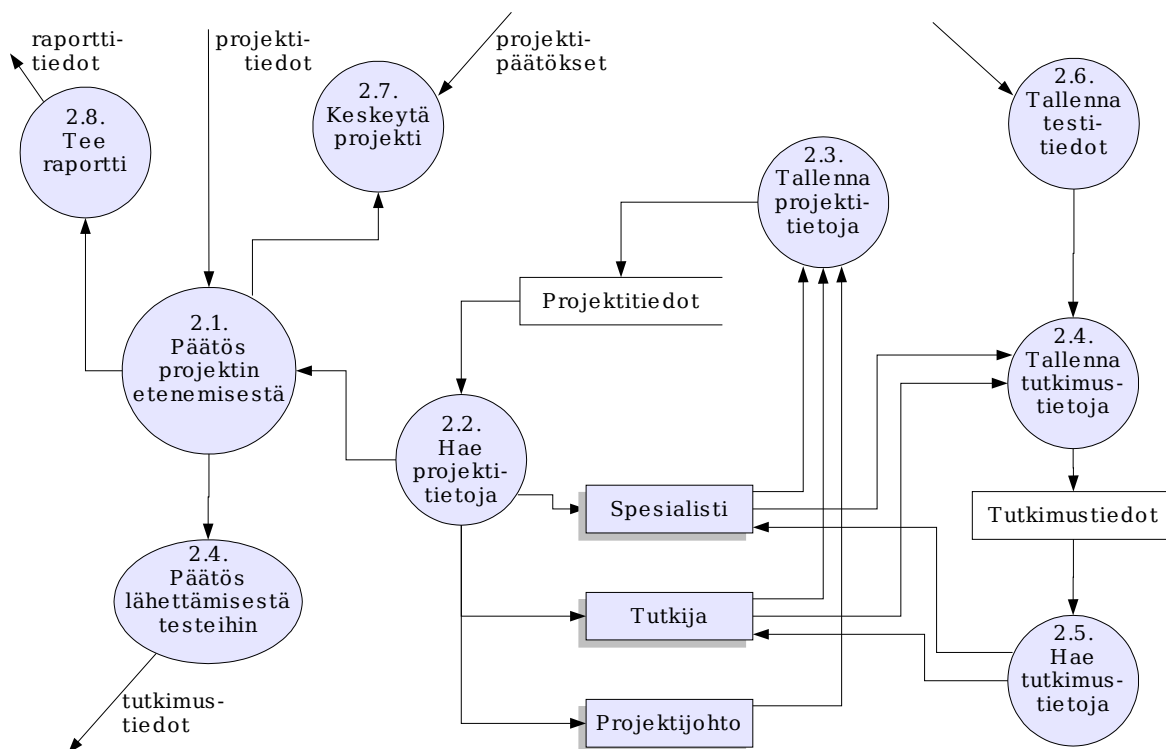 raportti-
tiedot
projekti-
tiedot
projekti-
päätökset
2.8.
Tee
raportti
2.7.
Keskeytä
projekti
2.6.
Tallenna
testi-
tiedot
2.3.
Tallenna
projekti-
tietoja
Projektitiedot
2.1.
Päätös
projektin
etenemisestä
2.4.
Tallenna
tutkimus-
tietoja
2.2.
Hae
projekti-
tietoja
Spesialisti
Tutkimustiedot
2.4.
Päätös
lähettämisestä
testeihin
Tutkija
2.5.
Hae
tutkimus-
tietoja
tutkimus-
tiedot
Projektijohto